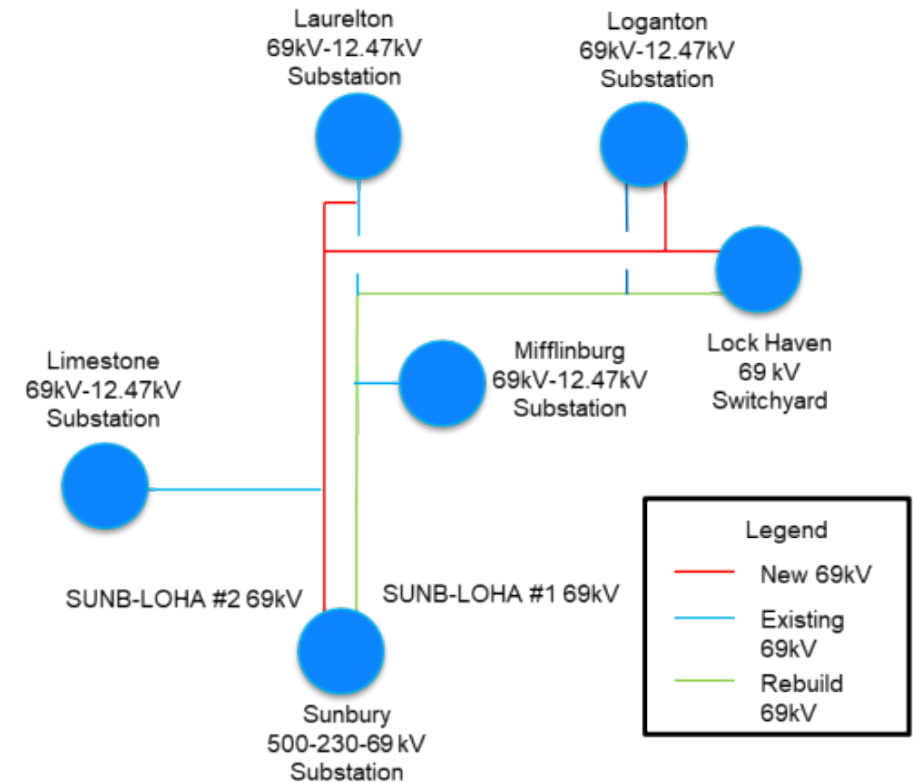 Laurelton
69kV-12.47kV
Substation
Loganton
69kV-12.47kV
Substation
Lock Haven
69 kV
Switchyard
Mifflinburg
69kV-12.47kV
Substation
Limestone
69kV-12.47kV
Substation
SUNB-LOHA #2 69kV
SUNB-LOHA #1 69kV
Sunbury
500-230-69 kV
Substation
Legend
New 69kV
Existing
69kV
Rebuild
69kV